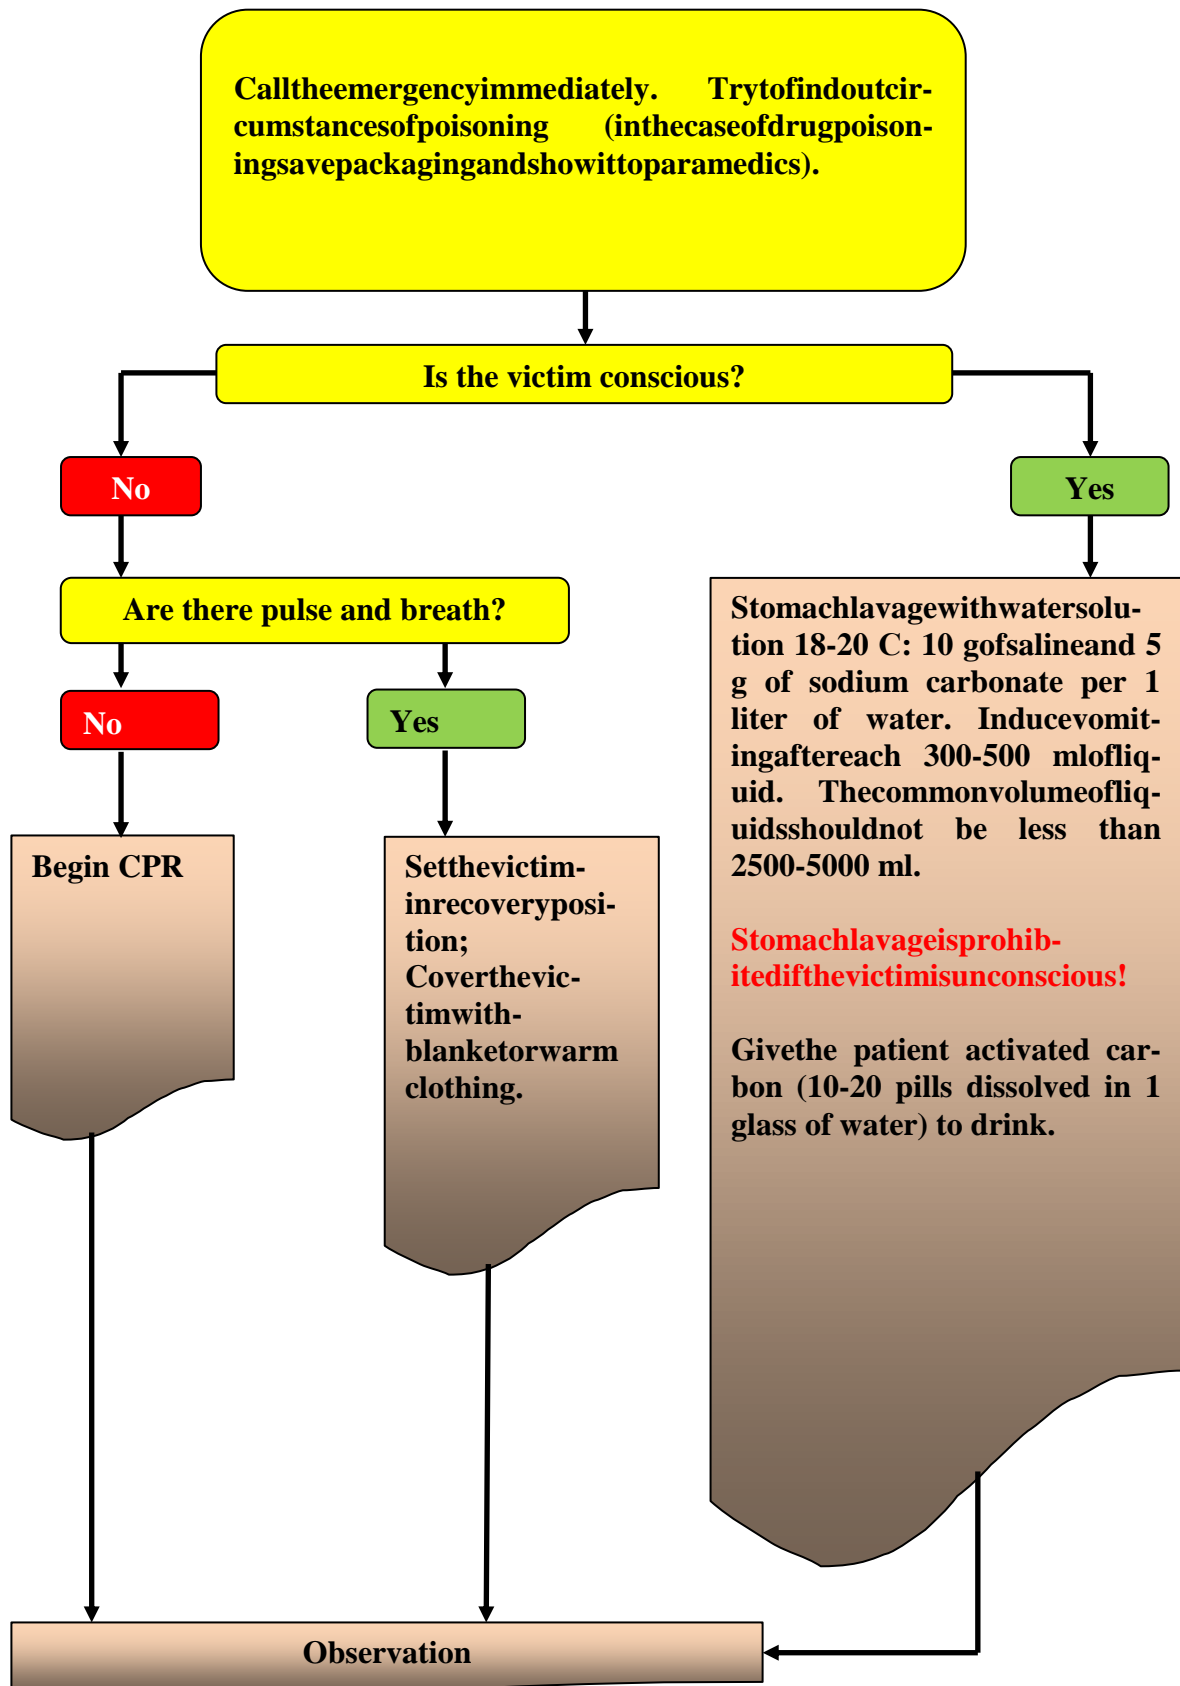 Calltheemergencyimmediately. Trytofindoutcir-
cumstancesofpoisoning (inthecaseofdrugpoison-
ingsavepackagingandshowittoparamedics).
Is the victim conscious?
No
Yes
Are there pulse and breath?
No
Yes
Begin CPR
Setthevictim-
inrecoveryposi-
tion;
Coverthevic-
timwith-
blanketorwarm
clothing.
Stomachlavagewithwatersolu-
tion 18-20 C: 10 gofsalineand 5
g of sodium carbonate per 1
liter of water. Inducevomit-
ingaftereach 300-500 mlofliq-
uid. Thecommonvolumeofliq-
uidsshouldnot be less than
2500-5000 ml.
Stomachlavageisprohib-
itedifthevictimisunconscious!
Givethe patient activated car-
bon (10-20 pills dissolved in 1
glass of water) to drink.
Observation